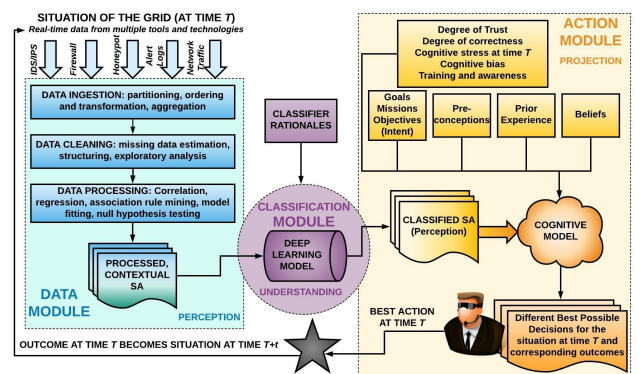 SITUATION OF THE GRID (AT TIME T)
Real-time data from multiple tools and technologies
IDS/IPS
Firewall
Honeypot
Alert
Logs
Network
Traffic
DATA INGESTION: partitioning, ordering
and transformation, aggregation
DATA CLEANING: missing data estimation,
structuring, exploratory analysis
DATA PROCESSING: Correlation,
regression, association rule mining, model
fitting, null hypothesis testing
PROCESSED,
CONTEXTUAL
SA
DATA
MODULE
PERCEPTION
CLASSIFIER
RATIONALES
CLASSIFICATION
MODULE
DEEP
LEARNING
MODEL
UNDERSTANDING
ACTION
MODULE
PROJECTION
Degree of Trust
Degree of correctness
Cognitive stress at time T
Cognitive bias
Training and awareness
Goals
Missions
Objectives
(Intent)
Pre-
conceptions
Prior
Experience
Beliefs
CLASSIFIED SA
(Perception)
COGNITIVE
MODEL
Different Best Possible
Decisions for the
situation at time T and
corresponding outcomes
BEST ACTION
AT TIME T
OUTCOME AT TIME T BECOMES SITUATION AT TIME T+t